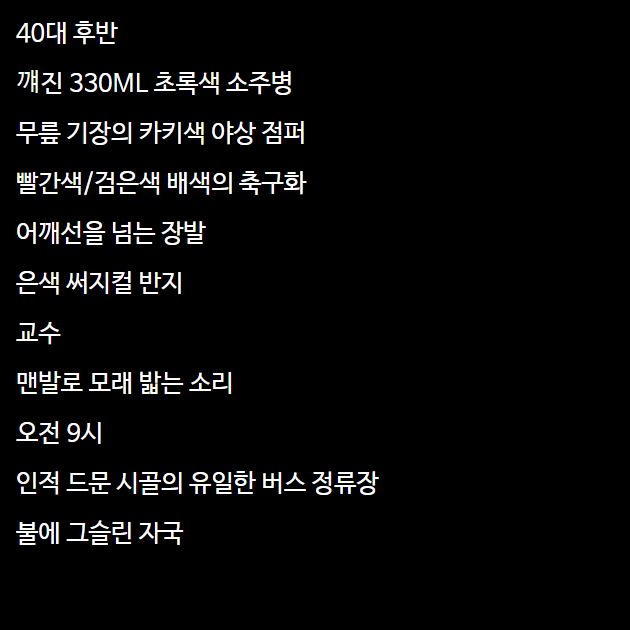 40대 후반
꺠진 330ML 초록색 소주병
무릎 기장의 카키색 야상 점퍼
빨간색/검은색 배색의 축구화
어깨선을 넘는 장발
은색 써지컬 반지
교수
맨발로 모래 밟는 소리
오전 9시
인적 드문 시골의 유일한 버스 정류장
불에 그슬린 자국